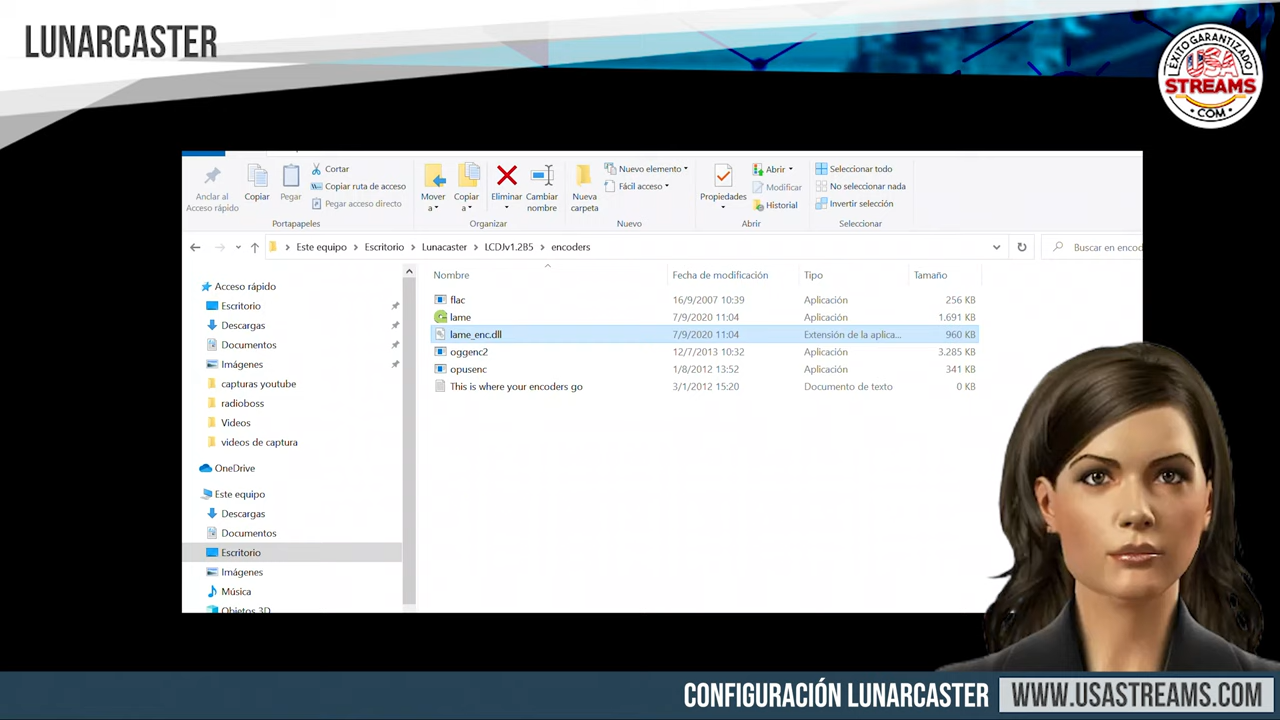 LUNARCASTER
EXITO GARANTIZADO
USA
STREAMS
.COM
Anclar al
Acceso rápido
Copiar
Pegar
Cortar
Copiar ruta de acceso
Pegar acceso directo
Portapapeles
Mover
a
Copiar
a
Eliminar
Cambiar
nombre
Organizar
Nueva
carpeta
Nuevo elemento
Fácil acceso
Nuevo
Propiedades
Abrir
Modificar
Historial
Abrir
Seleccionar todo
No seleccionar nada
Invertir selección
Seleccionar
Este equipo > Escritorio > Lunacaster > LCDJv1.285 > encoders
Buscar en encod
Nombre Fecha de modificación Tipo Tamaño
flac 16/9/2007 10:39 Aplicación 256 KB
lame 7/9/2020 11:04 Aplicación 1.691 KB
lame_enc.dll 7/9/2020 11:04 Extensión de la aplica... 960 KB
oggenc2 12/7/2013 10:32 Aplicación 3.285 KB
opusenc 1/8/2012 13:52 Aplicación 341 KB
This is where your encoders go 3/1/2012 15:20 Documento de texto 0 KB
Acceso rápido
Escritorio
Descargas
Documentos
Imágenes
capturas youtube
radioboss
Videos
videos de captura
OneDrive
Este equipo
Descargas
Documentos
Escritorio
Imágenes
Música
Objetos 3D
CONFIGURACIÓN LUNARCASTER
WWW.USASTREAMS.COM